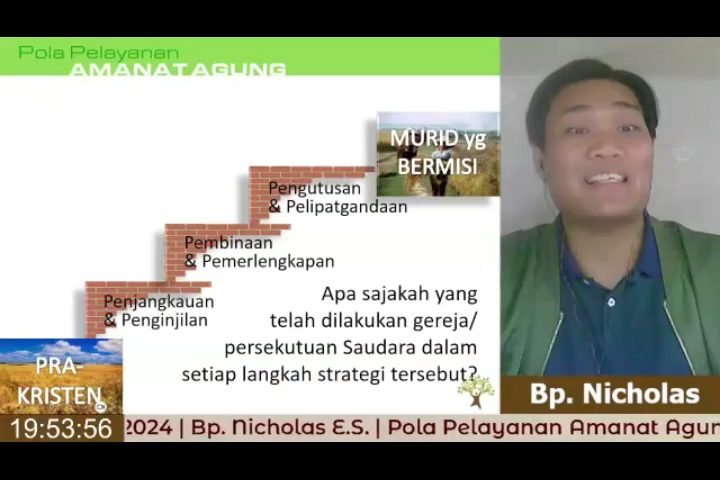 Pola Pelayanan
AMANAT AGUNG
MURID yg
BERMISI
Pengutusan
& Pelipatgandaan
Pembinaan
& Pemerlengkapan
Penjangkauan
& Penginjilan
Apa sajakah yang
telah dilakukan gereja/
persekutuan Saudara dalam
setiap langkah strategi tersebut?
PRA-
KRISTEN
Bp. Nicholas
19:53:56
2024 | Bp. Nicholas E.S. | Pola Pelayanan Amanat Agun